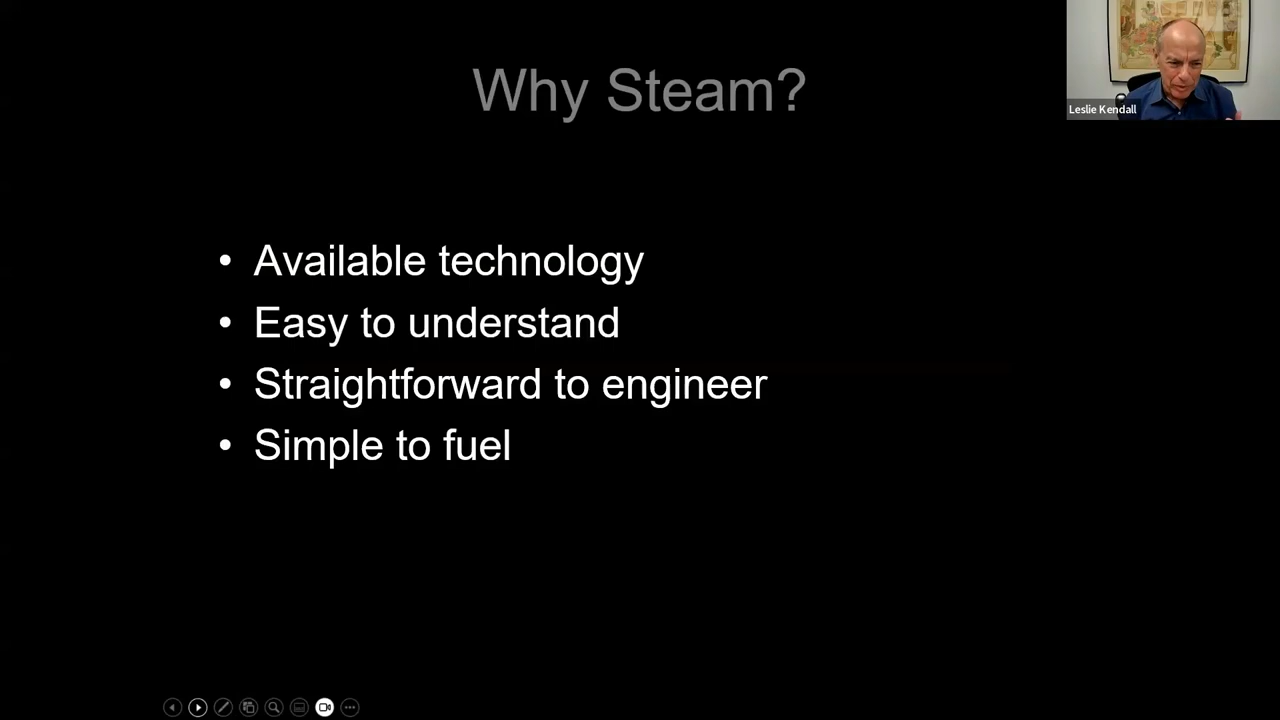 Why Steam?
Leslie Kendall
• Available technology
• Easy to understand
• Straightforward to engineer
• Simple to fuel